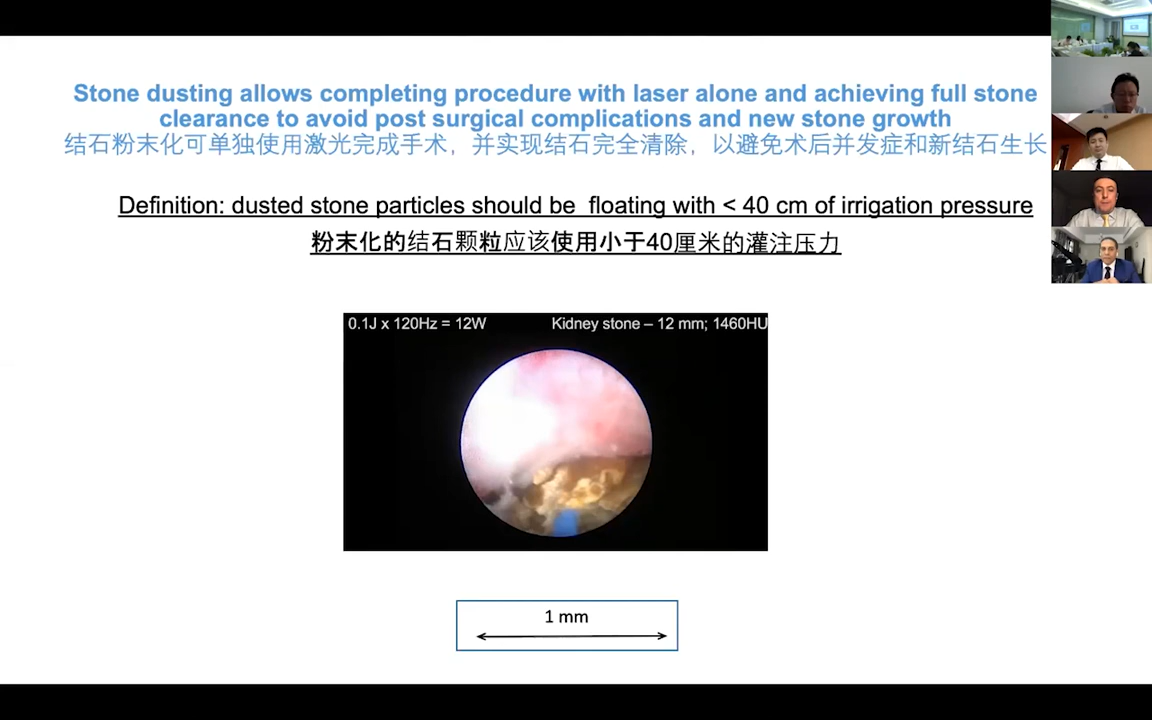 Stone dusting allows completing procedure with laser alone and achieving full stone
clearance to avoid post surgical complications and new stone growth
结石粉末化可单独使用激光完成手术，并实现结石完全清除，以避免术后并发症和新结石生长
Definition: dusted stone particles should be floating with < 40 cm of irrigation pressure
粉末化的结石颗粒应该使用小于40厘米的灌注压力
0.1J x 120Hz = 12W
Kidney stone – 12 mm; 1460HU
1 mm